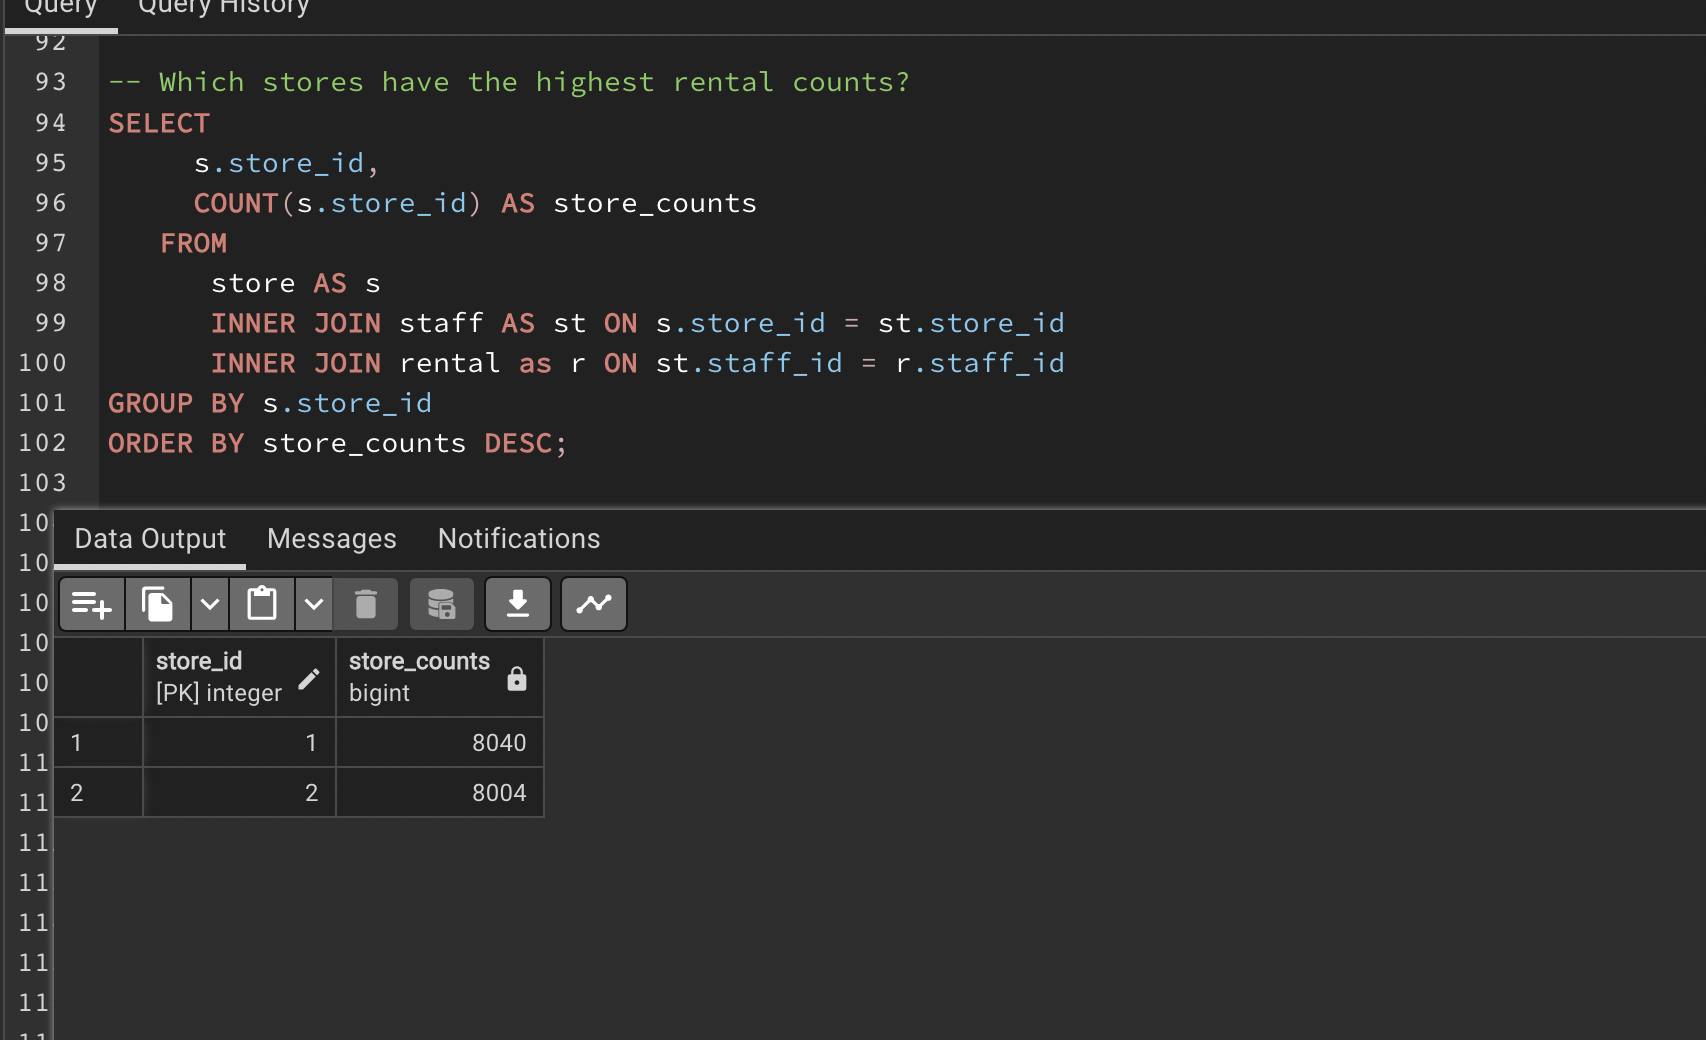 Query Query History
92
93 -- Which stores have the highest rental counts?
94 SELECT
95 s.store_id,
96 COUNT(s.store_id) AS store_counts
97 FROM
98 store AS s
99 INNER JOIN staff AS st ON s.store_id = st.store_id
100 INNER JOIN rental as r ON st.staff_id = r.staff_id
101 GROUP BY s.store_id
102 ORDER BY store_counts DESC;
103
10
Data Output Messages Notifications
10
10
10
store_id store_counts
[PK] integer bigint
10
10
1 1 8040
11
2 2 8004
11
11
11
11
11
11